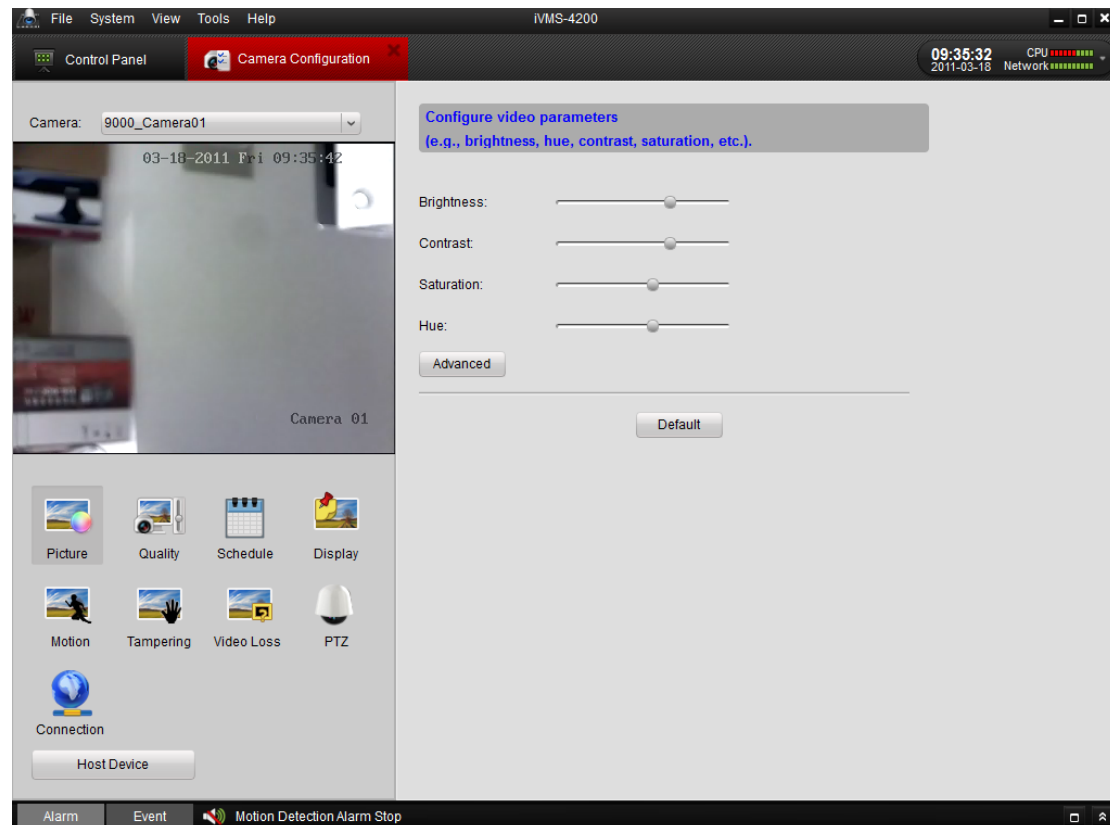 File System View Tools Help iVMS-4200
Control Panel Camera Configuration 09:35:32 CPU
2011-03-18 Network
Camera: 9000_Camera01
Configure video parameters
(e.g., brightness, hue, contrast, saturation, etc.).
03-18-2011 Fri 09:35:42
Brightness:
Contrast:
Saturation:
Hue:
Advanced
Camera 01
Default
Picture Quality Schedule Display
Motion Tampering Video Loss PTZ
Connection
Host Device
Alarm Event Motion Detection Alarm Stop